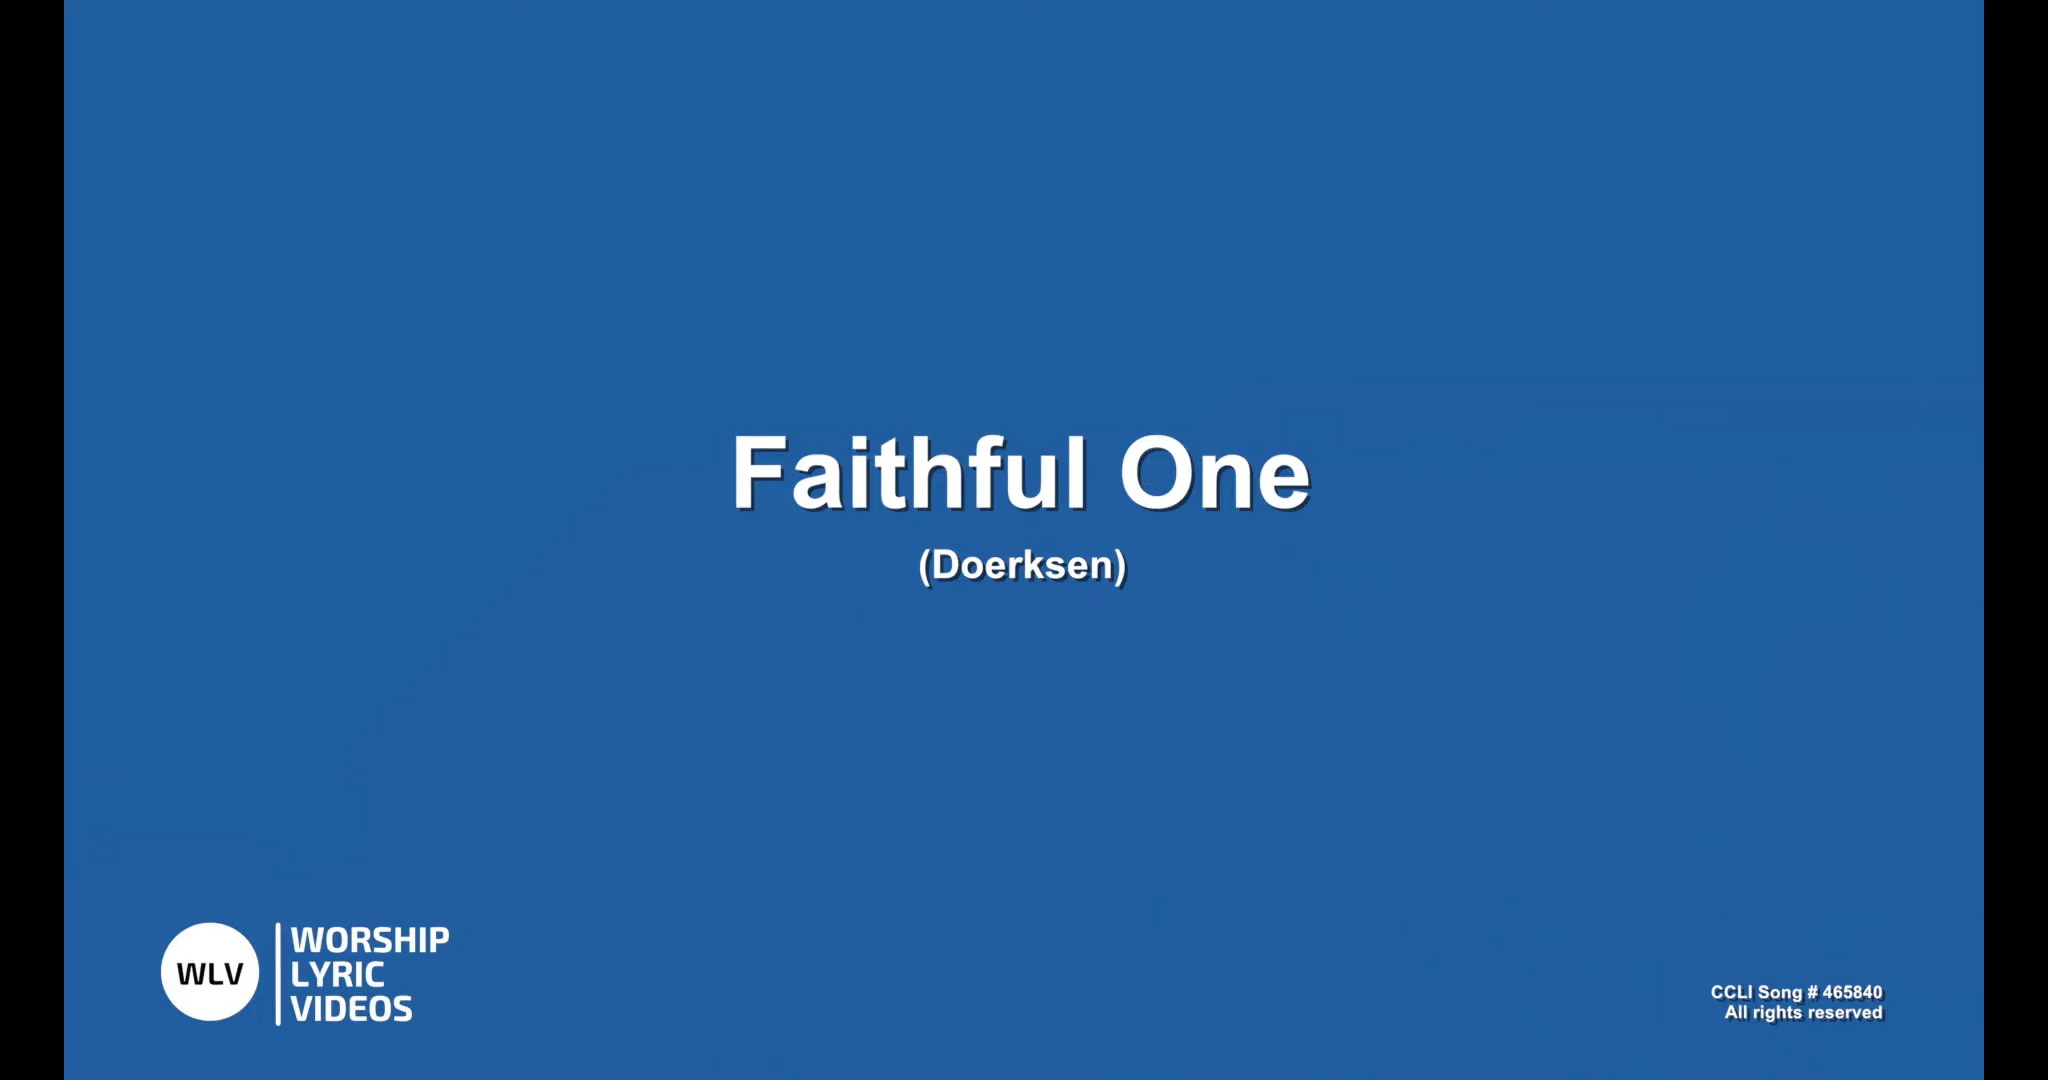 Faithful One
(Doerksen)
WLV
WORSHIP
LYRIC
VIDEOS
CCLI Song # 465840
All rights reserved